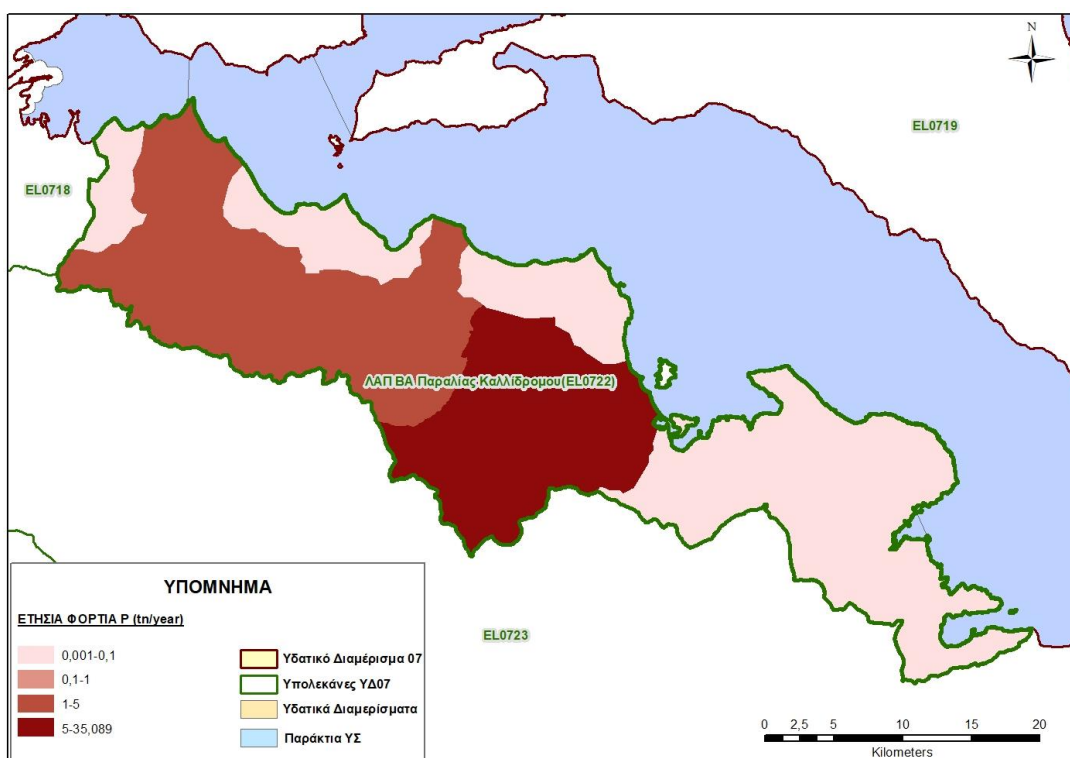 N
EL0719
EL0718
ΛΑΠ ΒΑ Παραλίας Καλλίδρομου(EL0722)
EL0723
ΥΠΟΜΝΗΜΑ
ΕΤΗΣΙΑ ΦΟΡΤΙΑ P (tn/year)
0,001-0,1
0,1-1
1-5
5-35,089
Υδατικό Διαμέρισμα 07
Υπολεκάνες ΥΔ07
Υδατικά Διαμερίσματα
Παράκτια ΥΣ
0 2,5 5 10 15 20
Kilometers